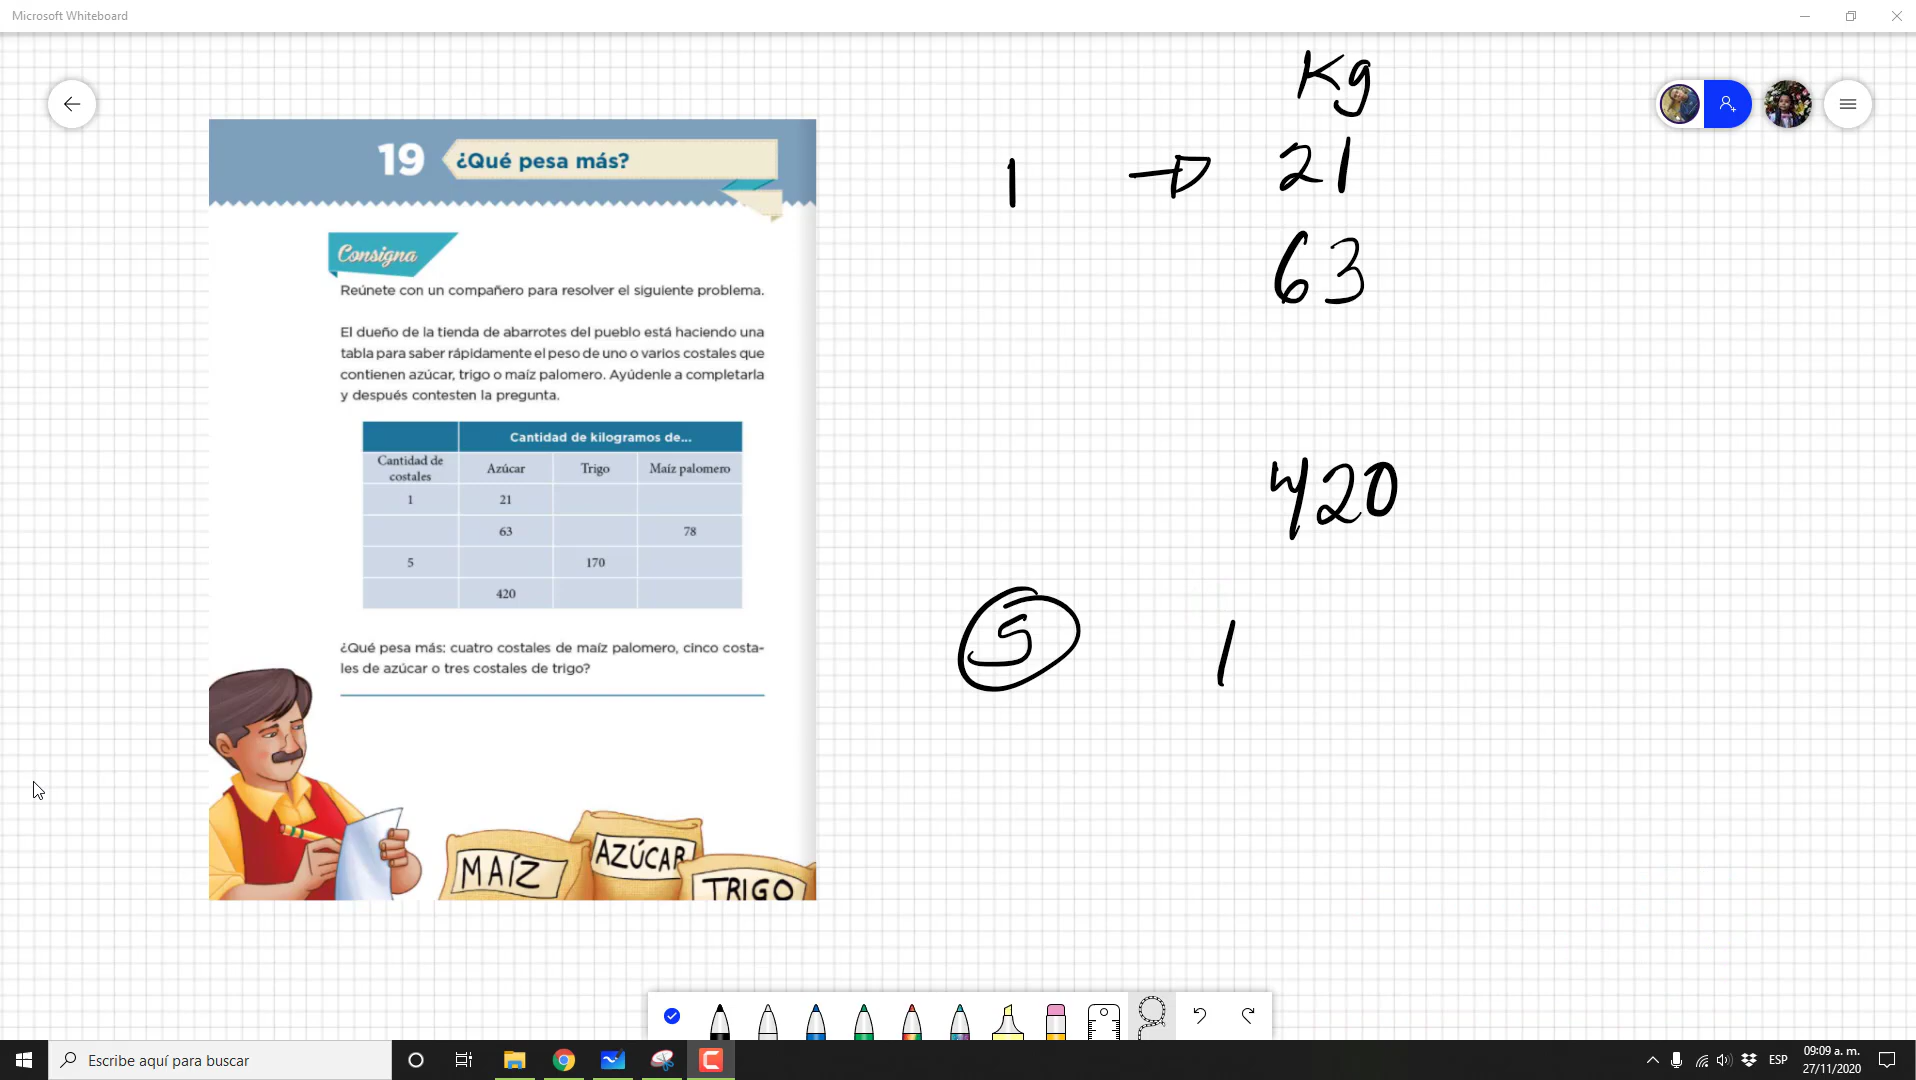 Microsoft Whiteboard
19 ¿Qué pesa más?
Consigna
Reúnete con un compañero para resolver el siguiente problema.
El dueño de la tienda de abarrotes del pueblo está haciendo una
tabla para saber rápidamente el peso de uno o varios costales que
contienen azúcar, trigo o maíz palomero. Ayúdenle a completarla
y después contesten la pregunta.
Cantidad de kilogramos de...
Cantidad de
costales
Azúcar Trigo Maíz palomero
1 21
63 78
5 170
420
¿Qué pesa más: cuatro costales de maíz palomero, cinco costa-
les de azúcar o tres costales de trigo?
MAÍZ
AZÚCAR
TRIGO
Kg
1 21
63
420
5 1
Escribe aquí para buscar
ESP
09:09 a. m.
27/11/2020